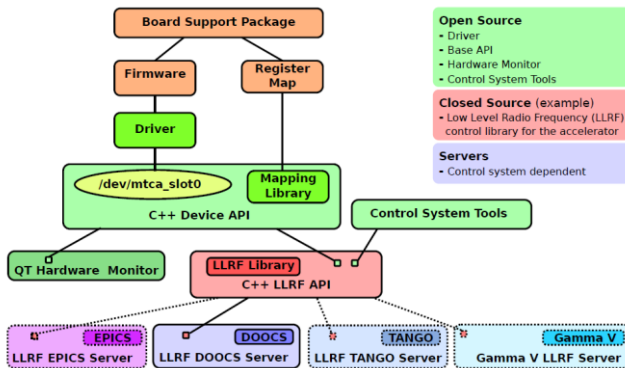 Board Support Package
Firmware
Register
Map
Driver
/dev/mtca_slot0
Mapping
Library
C++ Device API
Control System Tools
QT Hardware Monitor
LLRF Library
C++ LLRF API
EPICS
LLRF EPICS Server
DOOCS
LLRF DOOCS Server
TANGO
LLRF TANGO Server
Gamma V
Gamma V LLRF Server
Open Source
- Driver
- Base API
- Hardware Monitor
- Control System Tools
Closed Source (example)
- Low Level Radio Frequency (LLRF)
control library for the accelerator
Servers
- Control system dependent